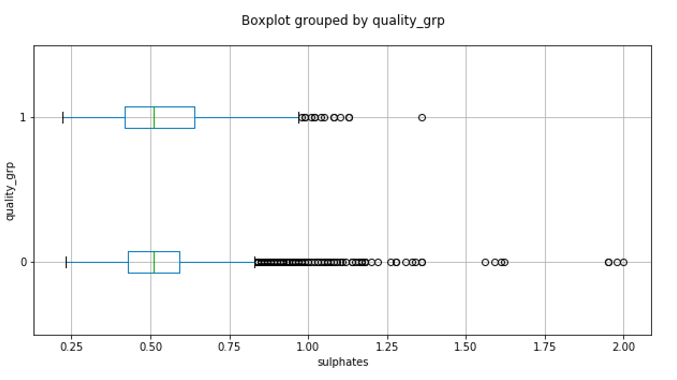 Boxplot grouped by quality_grp
quality_grp
1
0
0.25 0.50 0.75 1.00 1.25 1.50 1.75 2.00
sulphates